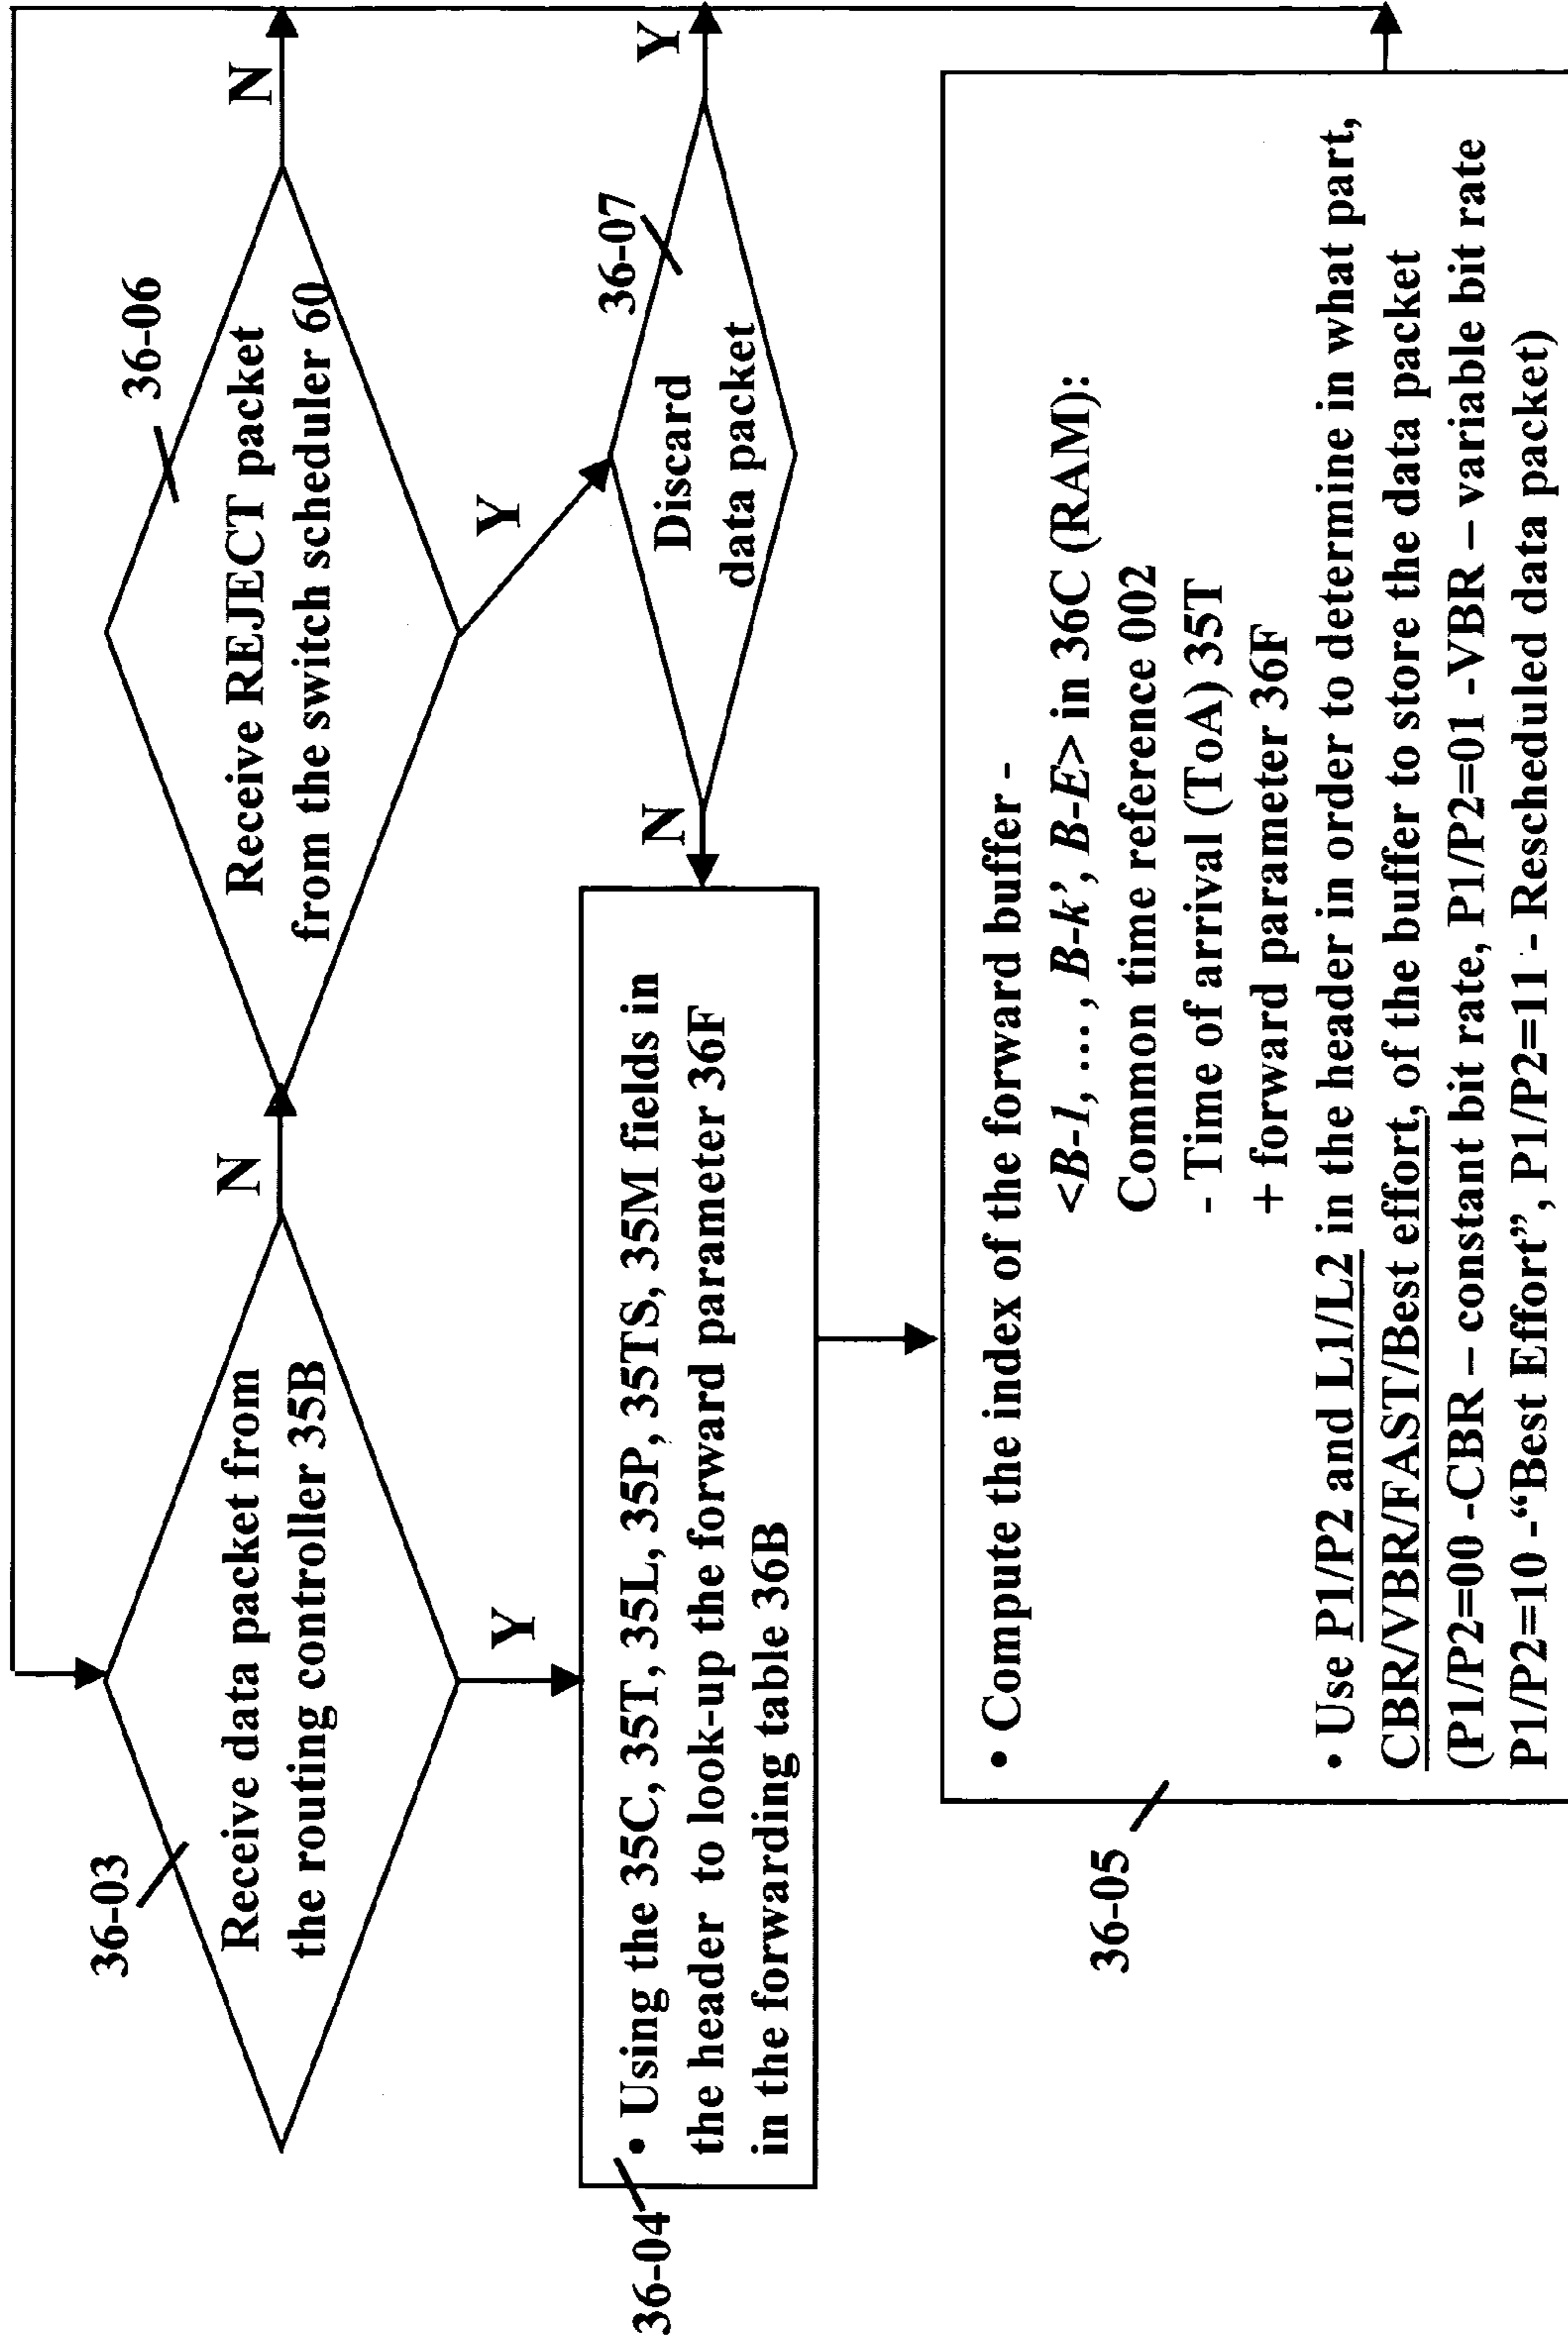 36-03
Receive data packet from
the routing controller 35B
N
Y
36-06
Receive REJECT packet
from the switch scheduler 60
N
Y
36-07
Discard
data packet
Y
N
36-04
• Using the 35C, 35T, 35L, 35P, 35TS, 35M fields in
the header to look-up the forward parameter 36F
in the forwarding table 36B
36-05
• Compute the index of the forward buffer -
<B-1, ..., B-k', B-E> in 36C (RAM):
Common time reference 002
- Time of arrival (ToA) 35T
+ forward parameter 36F
• Use P1/P2 and L1/L2 in the header in order to determine in what part,
CBR/VBR/FAST/Best effort, of the buffer to store the data packet
(P1/P2=00 -CBR – constant bit rate, P1/P2=01 -VBR – variable bit rate
P1/P2=10 -“Best Effort”, P1/P2=11 - Rescheduled data packet)